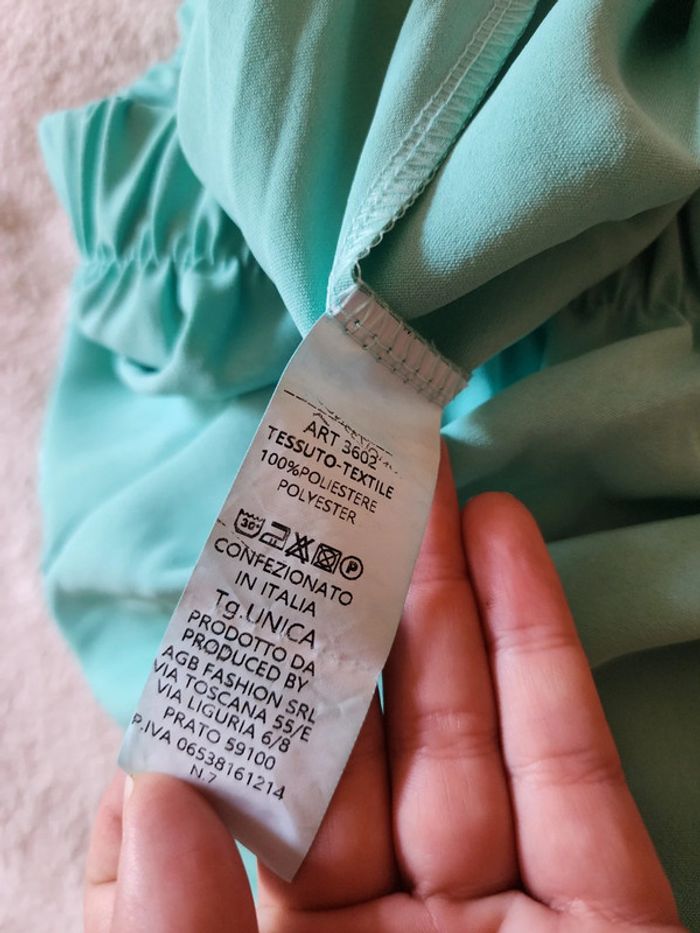 ART 3602
TESSUTO-TEXTILE
100%POLIESTERE
POLYESTER
30°
P
CONFEZIONATO
IN ITALIA
Tg.UNICA
PRODOTTO DA
PRODUCED BY
AGB FASHION SRL
VIA TOSCANA 55/E
VIA LIGURIA 6/8
PRATO 59100
P.IVA 06538161214
N.7